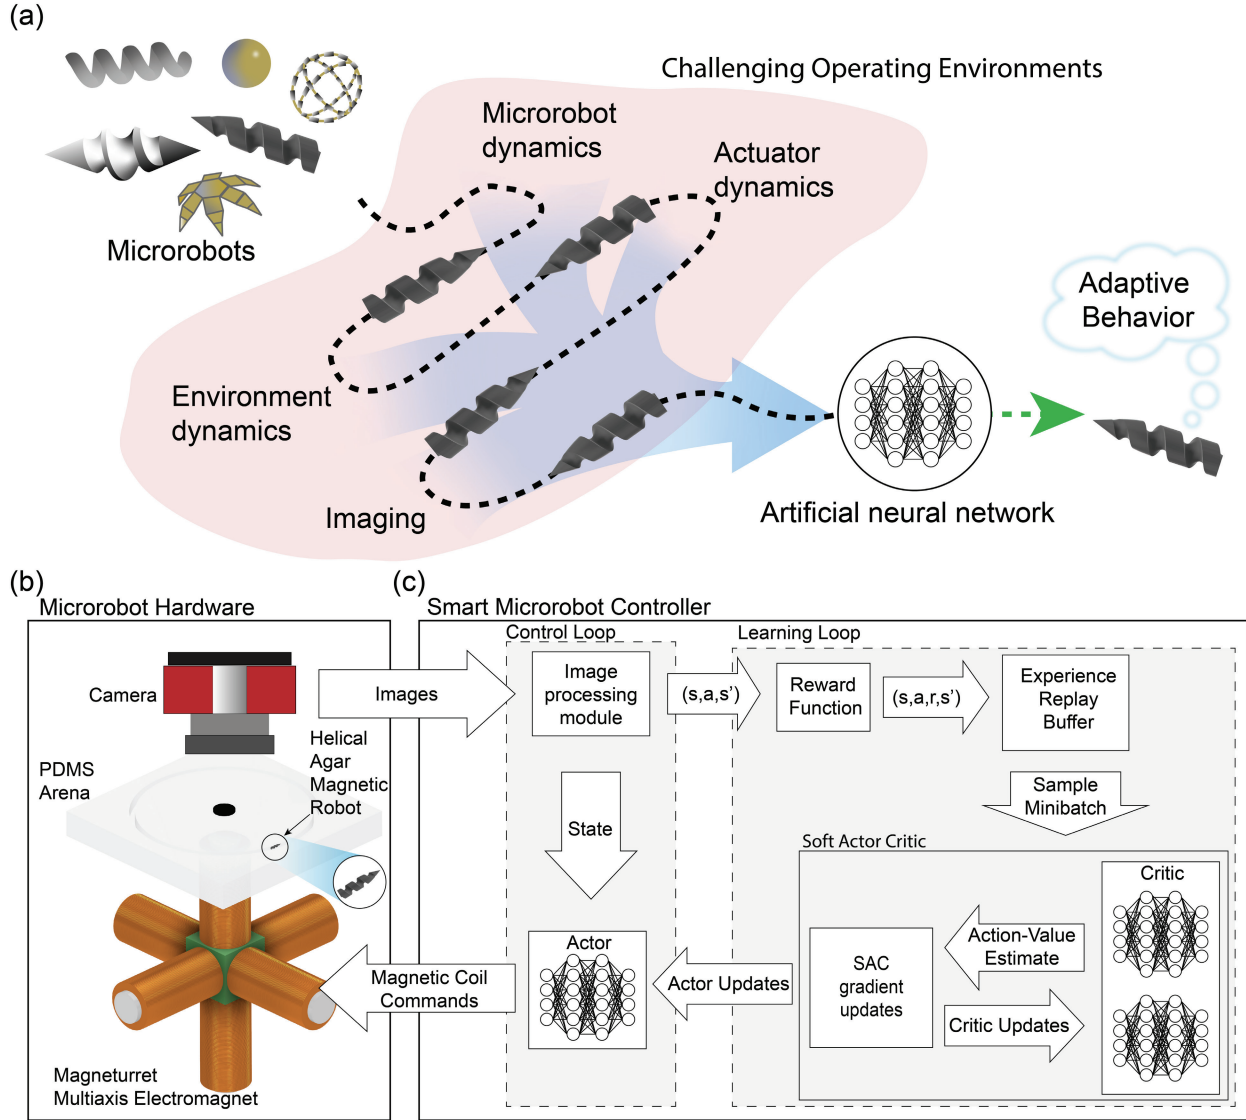 (a)
Challenging Operating Environments
Microrobot
dynamics
Actuator
dynamics
Microrobots
Adaptive
Behavior
Environment
dynamics
Imaging
Artificial neural network
(b)
Microrobot Hardware
Camera
PDMS
Arena
Helical
Agar
Magnetic
Robot
Magneturret
Multiaxis Electromagnet
(c)
Smart Microrobot Controller
Images
Control Loop
Image
processing
module
(s,a,s’)
State
Actor
Magnetic Coil
Commands
Learning Loop
Reward
Function
(s,a,r,s’)
Experience
Replay
Buffer
Sample
Minibatch
Soft Actor Critic
Critic
Action-Value
Estimate
SAC
gradient
updates
Critic Updates
Actor Updates